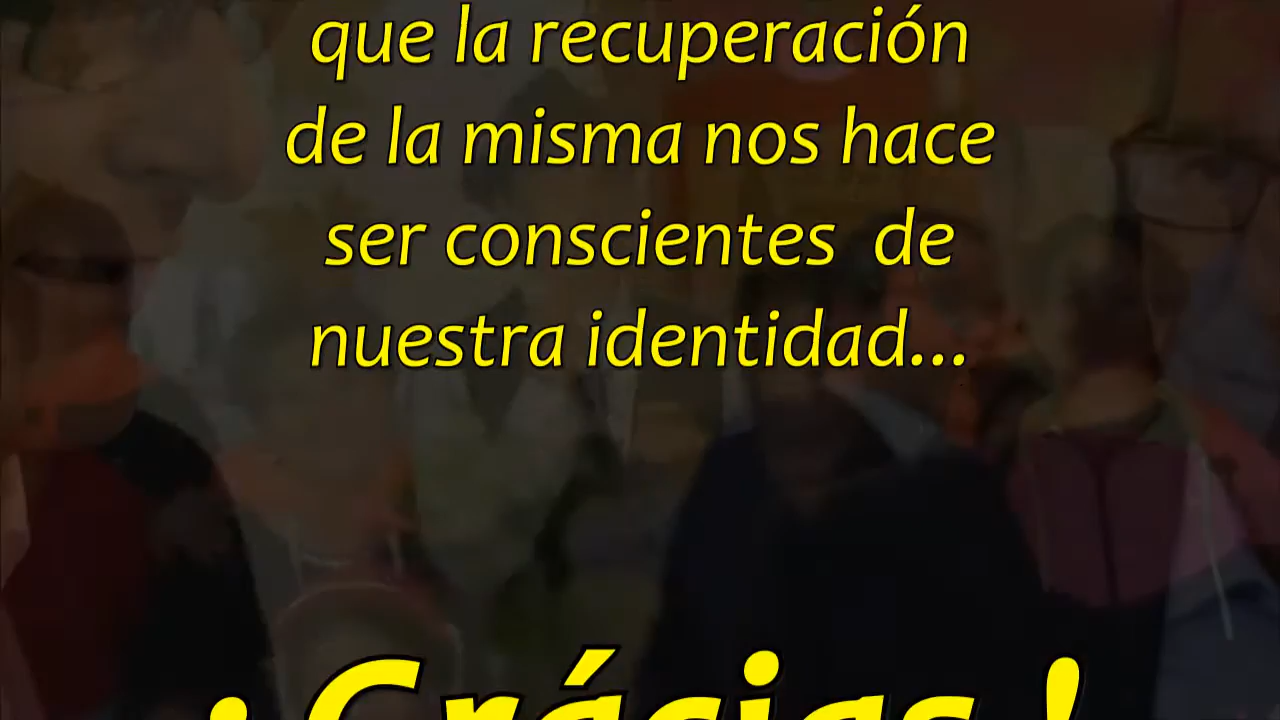 que la recuperación
de la misma nos hace
ser conscientes de
nuestra identidad...
¡Grácias!